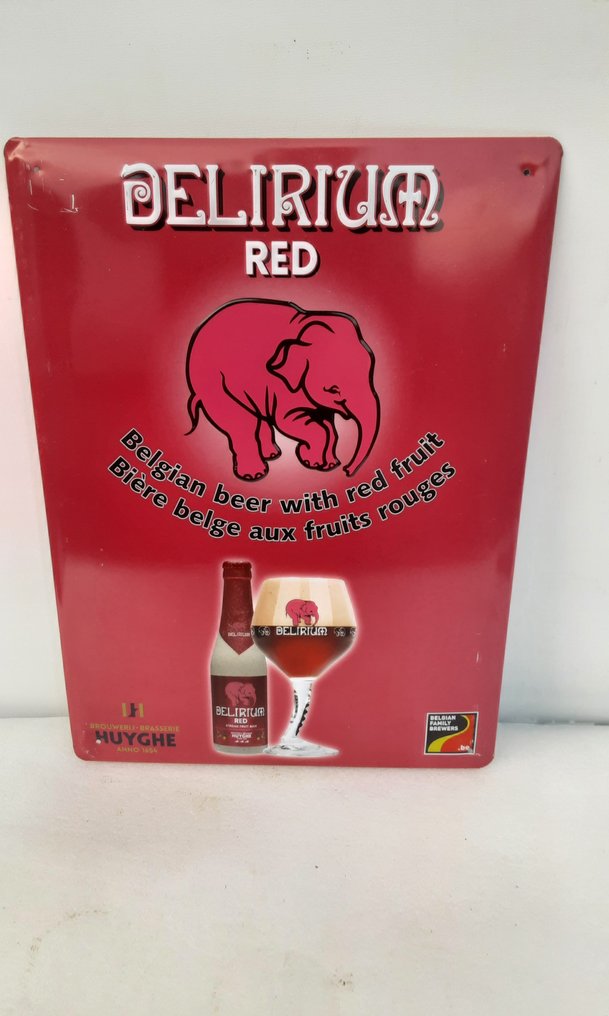 DELIRIUM
RED
Belgian beer with red fruit
Bière belge aux fruits rouges
DELIRIUM
DELIRIUM
DELIRIUM
RED
HUYGHE
BROUWERIJ • BRASSERIE
HUYGHE
ANNO 1654
BELGIAN
FAMILY
BREWERS
.be